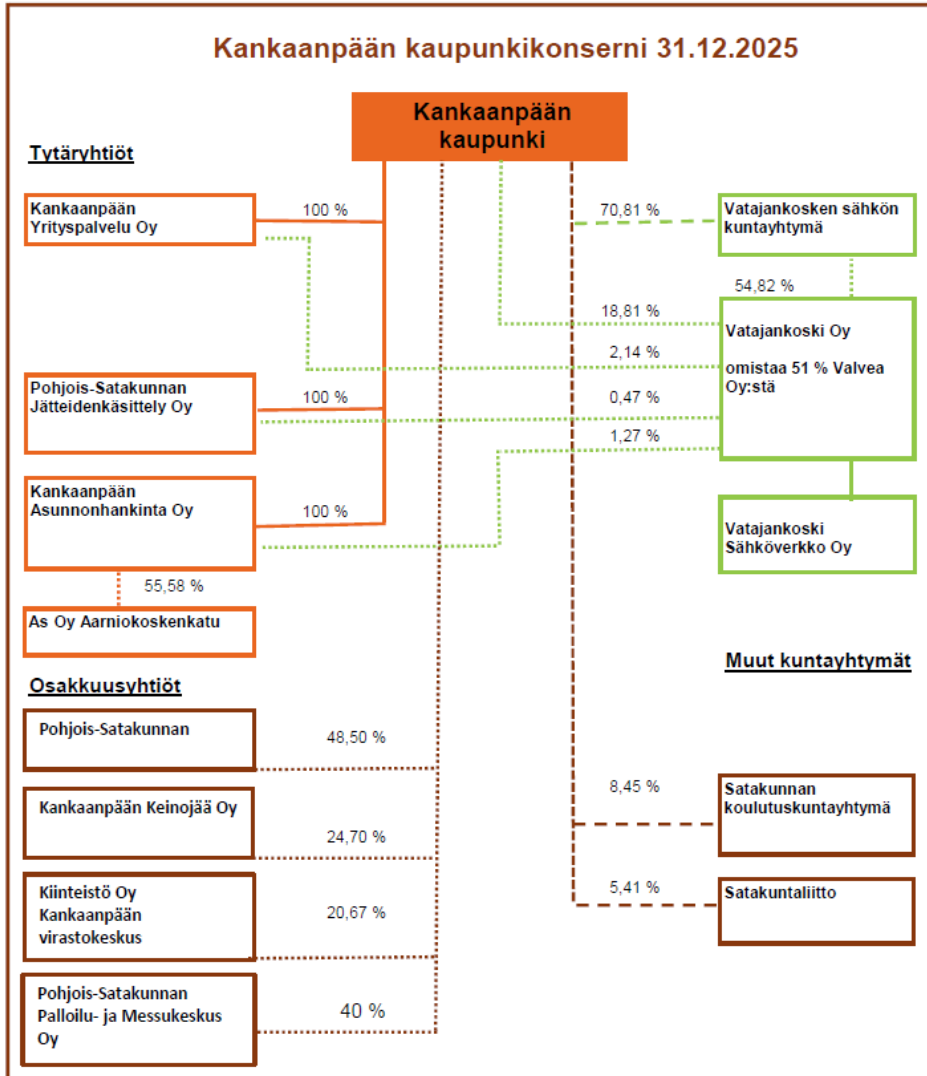 Kankaanpään kaupunkikonserni 31.12.2025
Kankaanpään
kaupunki
Tytäryhtiöt
Kankaanpään
Yrityspalvelu Oy
100 %
70,81 %
Vatajankosken sähkön
kuntayhtymä
54,82 %
18,81 %
Vatajankoski Oy
2,14 %
omistaa 51 % Valvea
Oy:stä
Pohjois-Satakunnan
Jätteidenkäsittely Oy
100 %
0,47 %
1,27 %
Kankaanpään
Asunnonhankinta Oy
100 %
Vatajankoski
Sähköverkko Oy
55,58 %
As Oy Aarniokoskenkatu
Muut kuntayhtymät
Osakkuusyhtiöt
Pohjois-Satakunnan
48,50 %
Kankaanpään Keinojää Oy
24,70 %
8,45 %
Satakunnan
koulutuskuntayhtymä
Kiinteistö Oy
Kankaanpään
virastokeskus
20,67 %
5,41 %
Satakuntaliitto
Pohjois-Satakunnan
Palloilu- ja Messukeskus
Oy
40 %